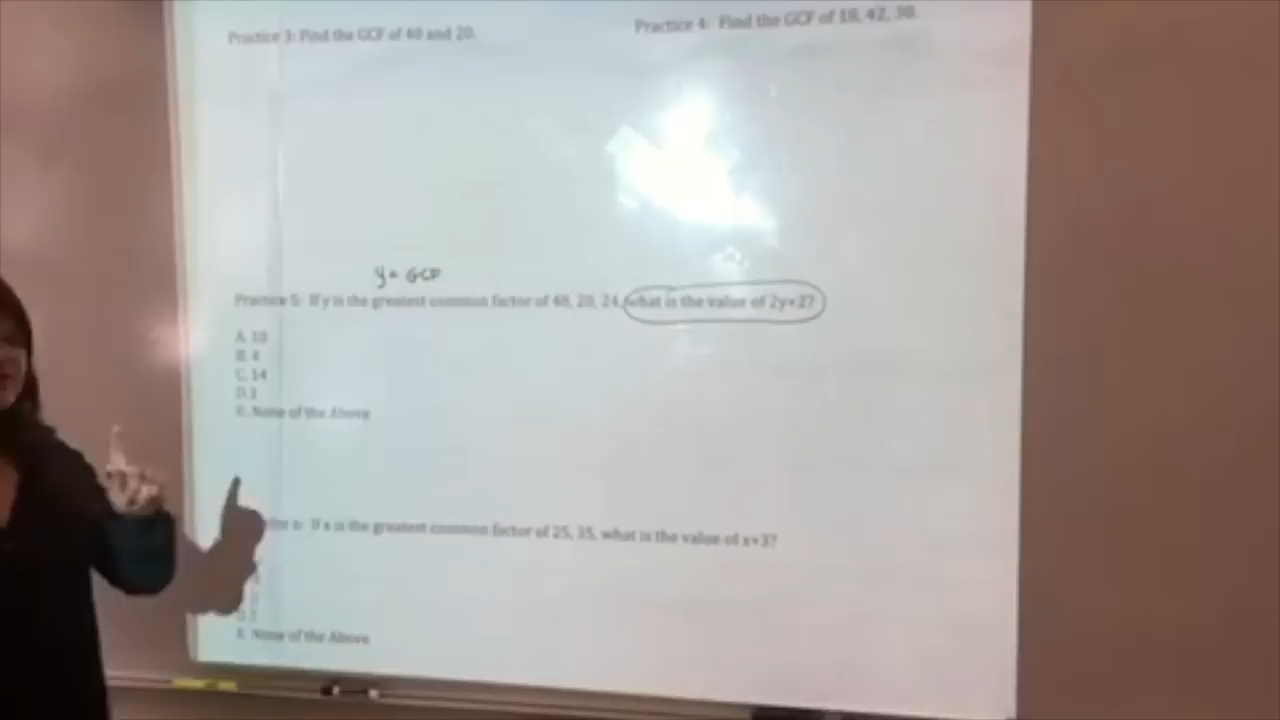 Practice 3: Find the GCF of 40 and 20.
Practice 4: Find the GCF of 18, 42, 30.
y = GCF
Practice 5: If y is the greatest common factor of 48, 20, 24, what is the value of 2y+2?
A. 10
B. 4
C. 14
E. None of the Above
If x is the greatest common factor of 25, 35, what is the value of x+3?
E. None of the Above